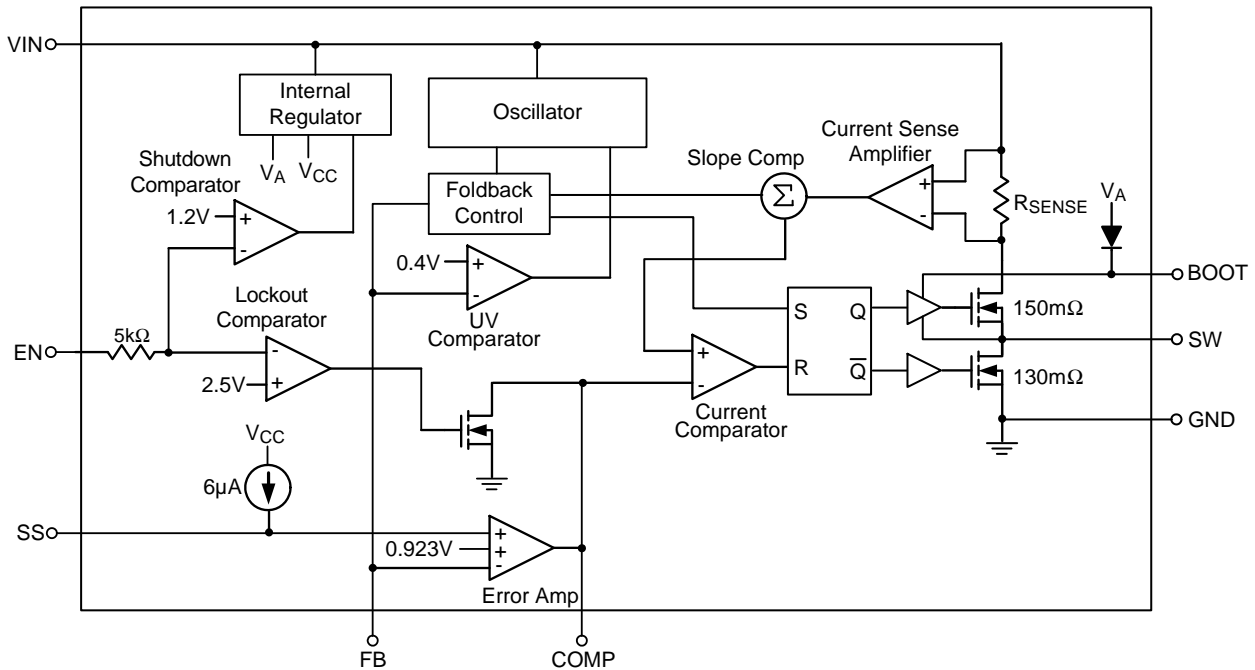 VIN
Internal
Regulator
Oscillator
Current Sense
Amplifier
Shutdown
Comparator
VA
VCC
Slope Comp
Foldback
Control
Σ
+
-
RSENSE
VA
1.2V
+
-
0.4V
+
-
UV
Comparator
BOOT
Lockout
Comparator
S
Q
150mΩ
5kΩ
EN
-
2.5V
+
+
-
R
Q̅
SW
130mΩ
Current
Comparator
GND
VCC
6µA
SS
+
0.923V
+
-
Error Amp
FB
COMP